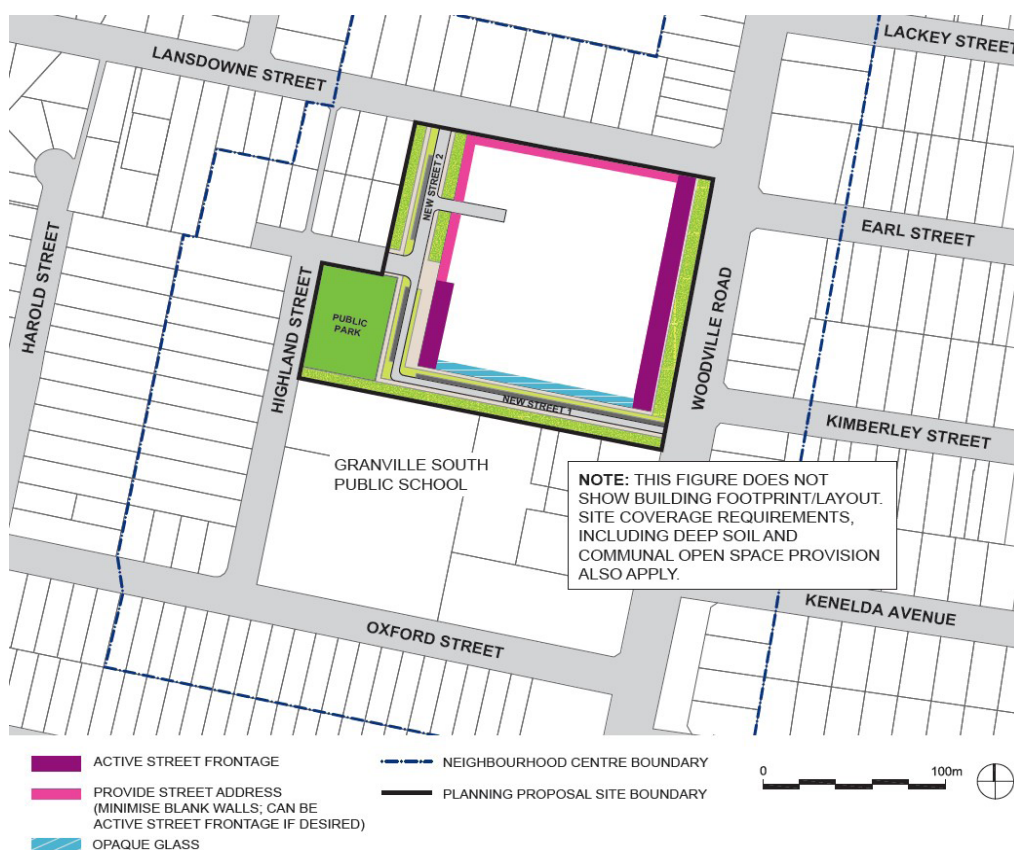 LACKEY STREET
LANSDOWNE STREET
NEW STREET 2
EARL STREET
HAROLD STREET
HIGHLAND STREET
PUBLIC
PARK
WOODVILLE ROAD
NEW STREET 1
KIMBERLEY STREET
GRANVILLE SOUTH
PUBLIC SCHOOL
NOTE: THIS FIGURE DOES NOT
SHOW BUILDING FOOTPRINT/LAYOUT.
SITE COVERAGE REQUIREMENTS,
INCLUDING DEEP SOIL AND
COMMUNAL OPEN SPACE PROVISION
ALSO APPLY.
KENELDA AVENUE
OXFORD STREET
ACTIVE STREET FRONTAGE
PROVIDE STREET ADDRESS
(MINIMISE BLANK WALLS; CAN BE
ACTIVE STREET FRONTAGE IF DESIRED)
OPAQUE GLASS
NEIGHBOURHOOD CENTRE BOUNDARY
PLANNING PROPOSAL SITE BOUNDARY
0 100m